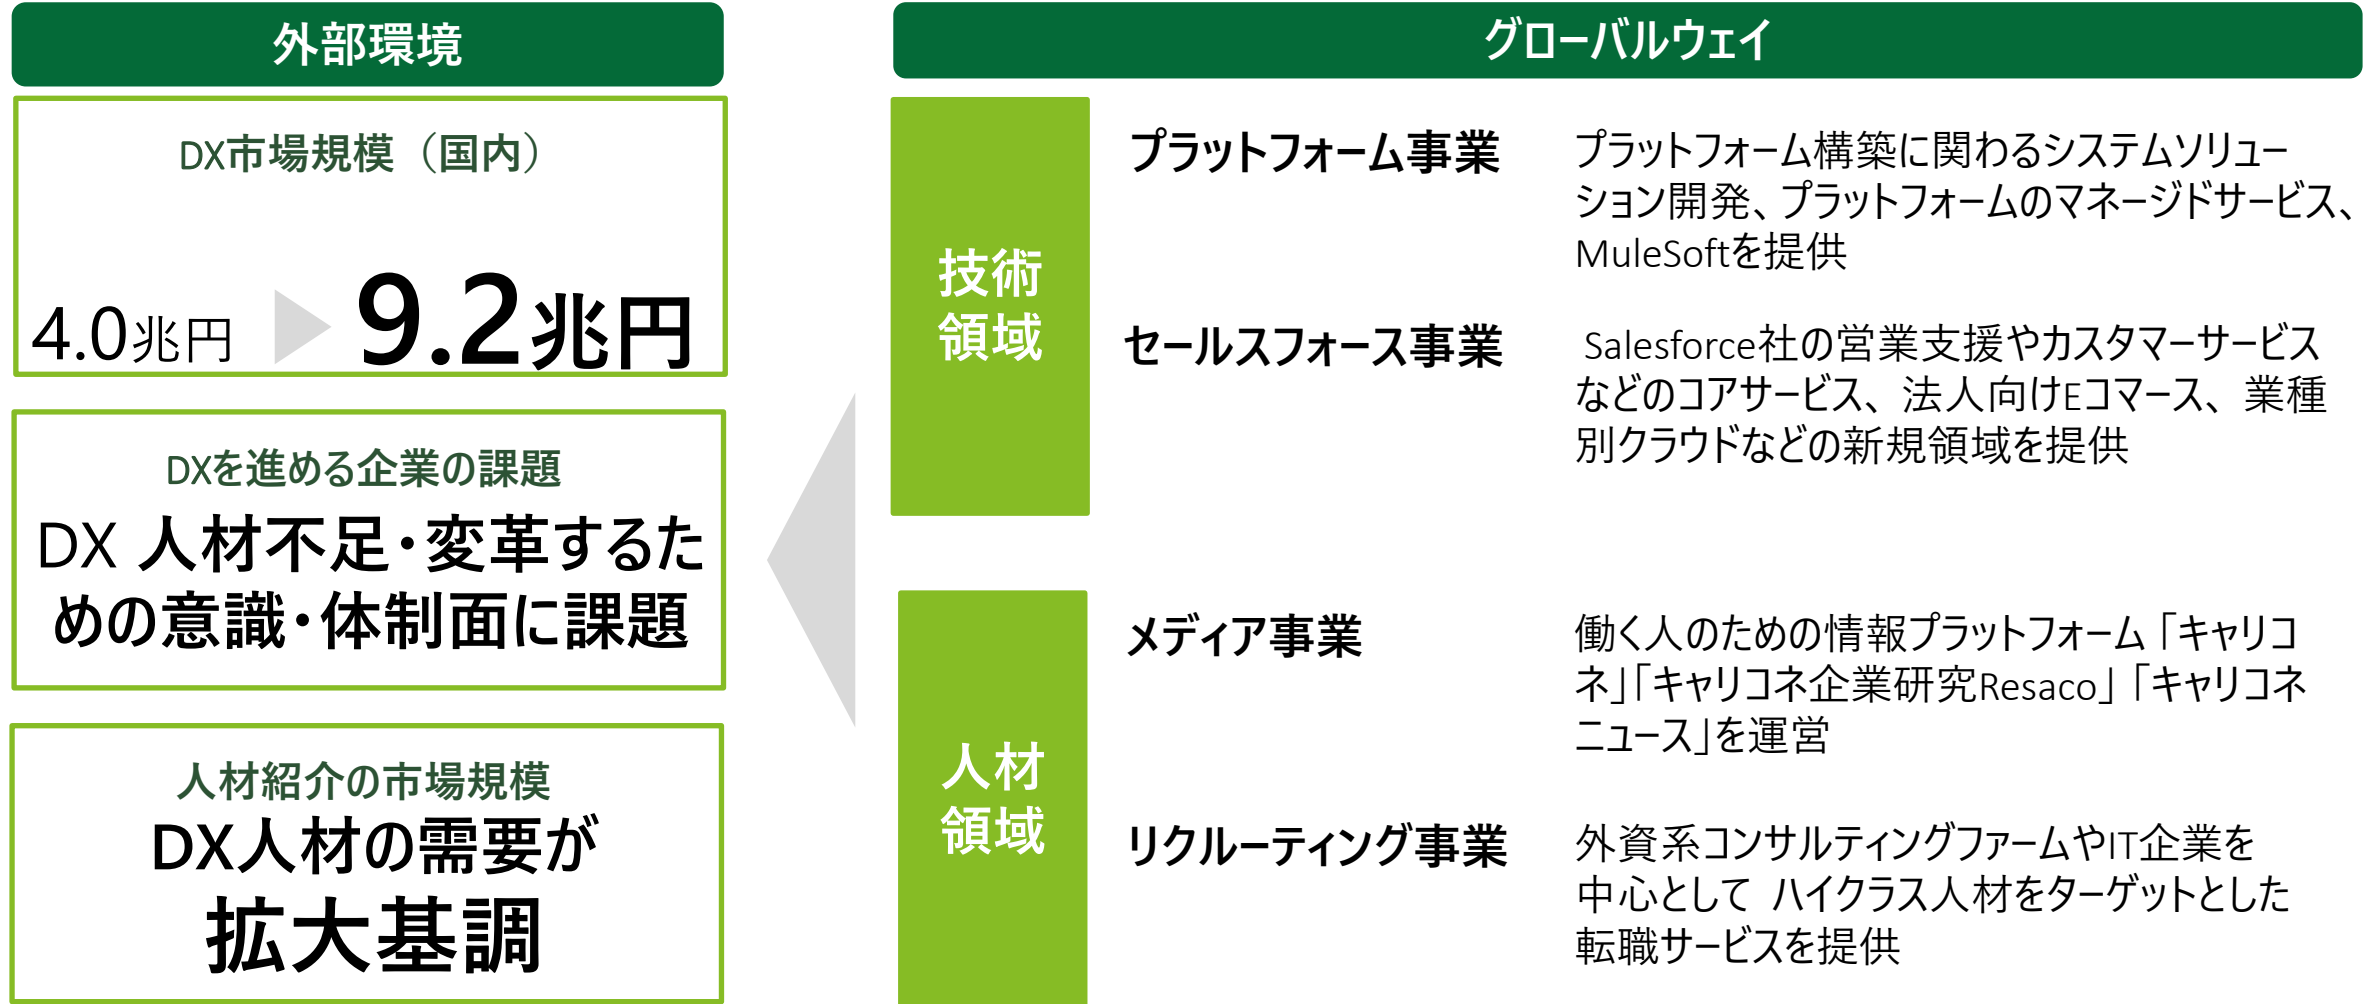 外部環境
DX市場規模（国内）
4.0兆円 9.2兆円
DXを進める企業の課題
DX 人材不足・変革するた
めの意識・体制面に課題
人材紹介の市場規模
DX人材の需要が
拡大基調
グローバルウェイ
技術
領域
プラットフォーム事業
プラットフォーム構築に関わるシステムソリュー
ション開発、プラットフォームのマネージドサービス、
MuleSoftを提供
セールスフォース事業
Salesforce社の営業支援やカスタマーサービス
などのコアサービス、法人向けEコマース、業種
別クラウドなどの新規領域を提供
人材
領域
メディア事業
働く人のための情報プラットフォーム「キャリコ
ネ」「キャリコネ企業研究Resaco」「キャリコネ
ニュース」を運営
リクルーティング事業
外資系コンサルティングファームやIT企業を
中心として ハイクラス人材をターゲットとした
転職サービスを提供